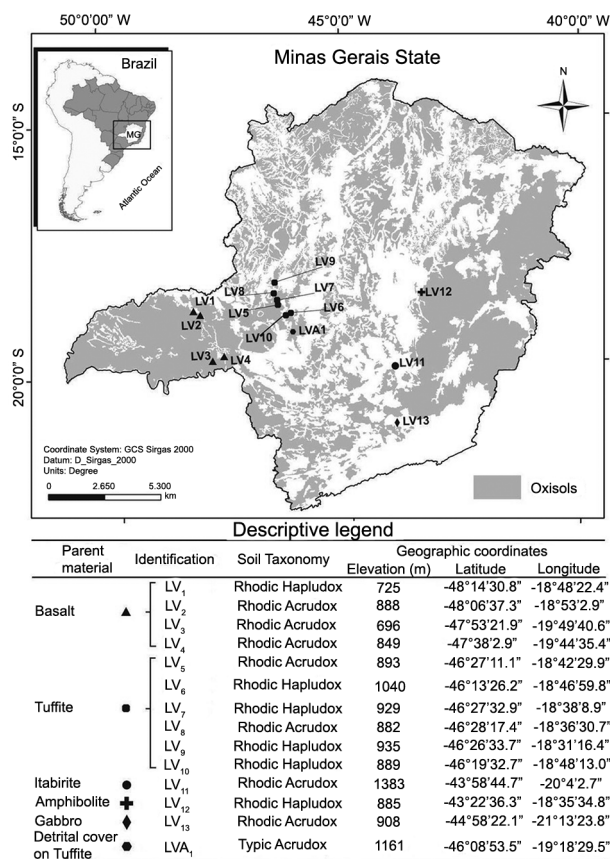 50°0'0" W
45°0'0" W
40°0'0" W
Brazil
MG
Atlantic Ocean
Minas Gerais State
N
15°0'0" S
20°0'0" S
LV9
LV8
LV7
LV1
LV5
LV6
LV12
LV2
LV10
LVA1
LV3
LV4
LV11
LV13
Coordinate System: GCS Sirgas 2000
Datum: D_Sirgas_2000
Units: Degree
0 2.650 5.300
km
Oxisols
Descriptive legend
Parent material Identification Soil Taxonomy Geographic coordinates
Elevation (m) Latitude Longitude
Basalt
LV1 Rhodic Hapludox 725 -48°14'30.8" -18°48'22.4"
LV2 Rhodic Acrudox 888 -48°06'37.3" -18°53'2.9"
LV3 Rhodic Acrudox 696 -47°53'21.9" -19°49'40.6"
LV4 Rhodic Acrudox 849 -47°38'2.9" -19°44'35.4"
Tuffite
LV5 Rhodic Acrudox 893 -46°27'11.1" -18°42'29.9"
LV6 Rhodic Hapludox 1040 -46°13'26.2" -18°46'59.8"
LV7 Rhodic Hapludox 929 -46°27'32.9" -18°38'8.9"
LV8 Rhodic Acrudox 882 -46°28'17.4" -18°36'30.7"
LV9 Rhodic Hapludox 935 -46°26'33.7" -18°31'16.4"
LV10 Rhodic Hapludox 889 -46°19'32.7" -18°48'13.0"
Itabirite LV11 Rhodic Acrudox 1383 -43°58'44.7" -20°4'2.7"
Amphibolite LV12 Rhodic Hapludox 885 -43°22'36.3" -18°35'34.8"
Gabbro LV13 Rhodic Acrudox 908 -44°58'22.1" -21°13'23.8"
Detrital cover
on Tuffite LVA1 Typic Acrudox 1161 -46°08'53.5" -19°18'29.5"